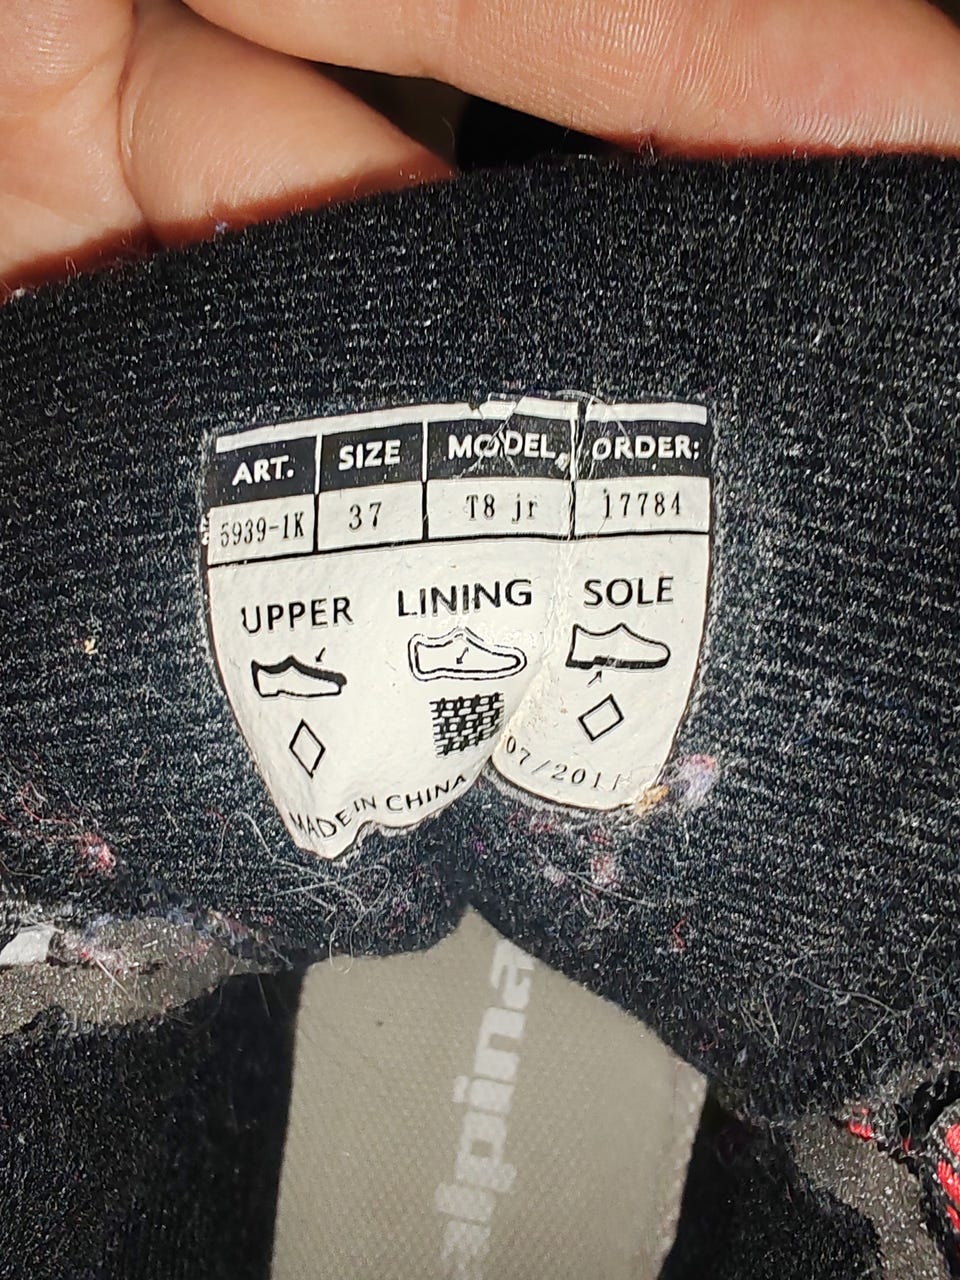 ART. SIZE MODEL, ORDER:
5939-1K 37 T8 jr 17784
UPPER LINING SOLE
MADE IN CHINA 07/2011
alpina